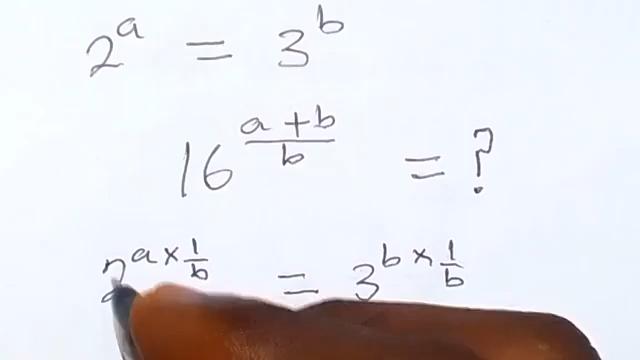 2^a = 3^b
16^((a+b)/b) = ?
2^(a×1/b) = 3^(b×1/b)